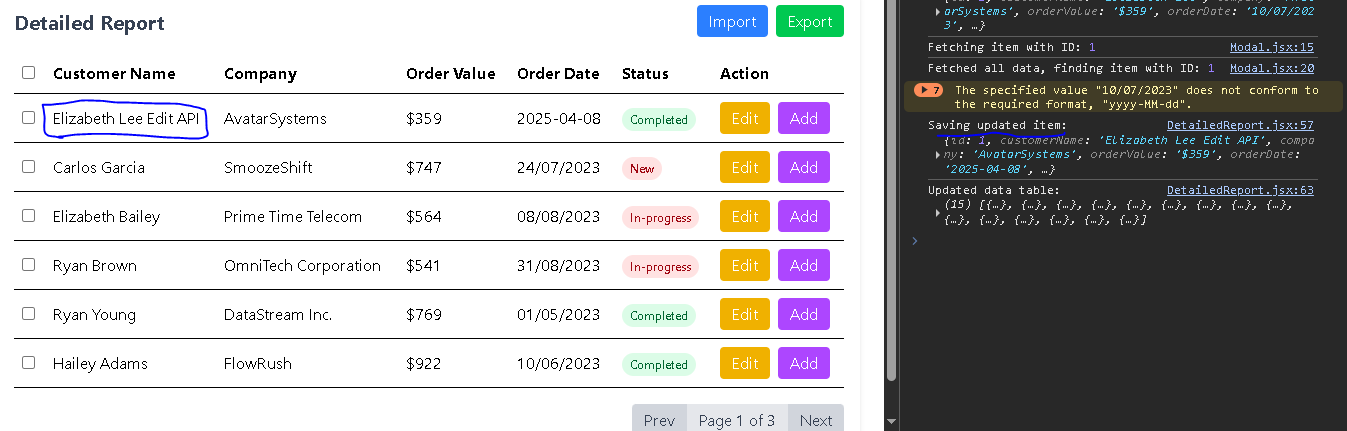 Detailed Report Import Export
Customer Name Company Order Value Order Date Status Action
Elizabeth Lee Edit API AvatarSystems $359 2025-04-08 Completed Edit Add
Carlos Garcia SmoozeShift $747 24/07/2023 New Edit Add
Elizabeth Bailey Prime Time Telecom $564 08/08/2023 In-progress Edit Add
Ryan Brown OmniTech Corporation $541 31/08/2023 In-progress Edit Add
Ryan Young DataStream Inc. $769 01/05/2023 Completed Edit Add
Hailey Adams FlowRush $922 10/06/2023 Completed Edit Add
Prev Page 1 of 3 Next
arSystems', orderValue: '$359', orderDate: '10/07/202
3', …}
Fetching item with ID: 1 Modal.jsx:15
Fetched all data, finding item with ID: 1 Modal.jsx:20
7 The specified value "10/07/2023" does not conform to
the required format, "yyyy-MM-dd".
Saving updated item: DetailedReport.jsx:57
{id: 1, customerName: 'Elizabeth Lee Edit API', compa
ny: 'AvatarSystems', orderValue: '$359', orderDate:
'2025-04-08', …}
Updated data table: DetailedReport.jsx:63
(15) [{…}, {…}, {…}, {…}, {…}, {…}, {…}, {…}, {…},
{…}, {…}, {…}, {…}, {…}, {…}]